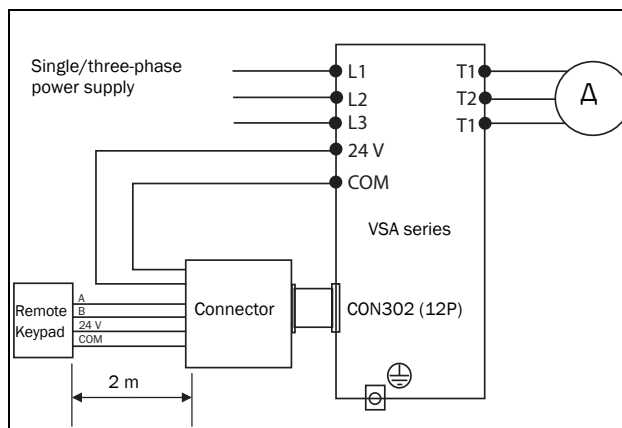 Single/three-phase
power supply
L1
T1
L2
T2
L3
T1
24 V
COM
VSA series
A
Remote
Keypad
A
B
24 V
COM
Connector
CON302 (12P)
2 m